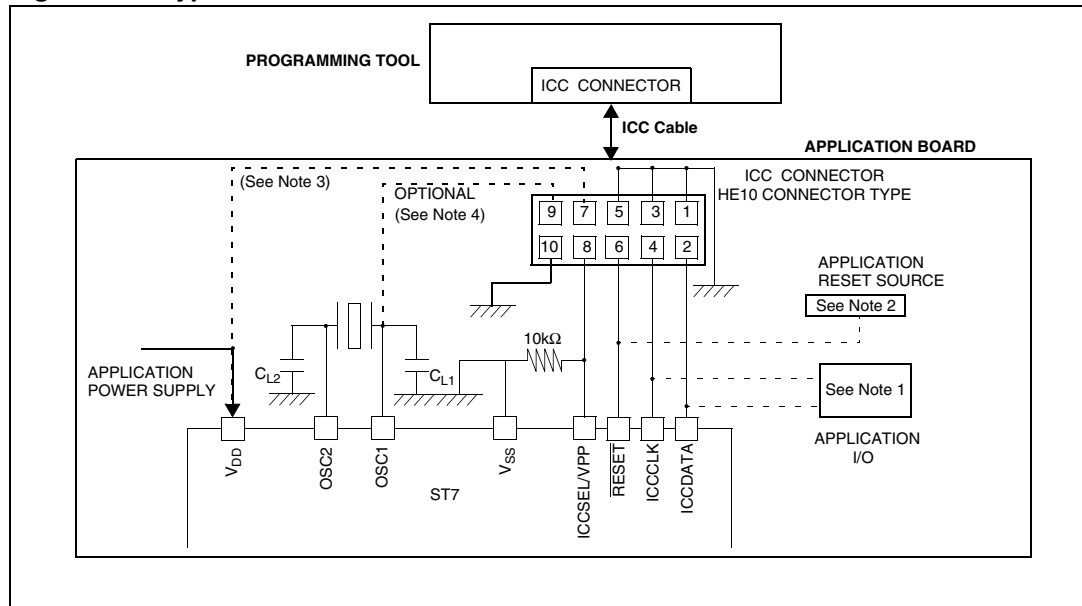 PROGRAMMING TOOL
ICC CONNECTOR
ICC Cable
APPLICATION BOARD
(See Note 3)
OPTIONAL
(See Note 4)
ICC CONNECTOR
HE10 CONNECTOR TYPE
9 7 5 3 1
10 8 6 4 2
APPLICATION
RESET SOURCE
See Note 2
10kΩ
APPLICATION
POWER SUPPLY
CL2
CL1
See Note 1
APPLICATION
I/O
VDD
OSC2
OSC1
VSS
ICCSEL/VPP
RESET
ICCCLK
ICCDATA
ST7